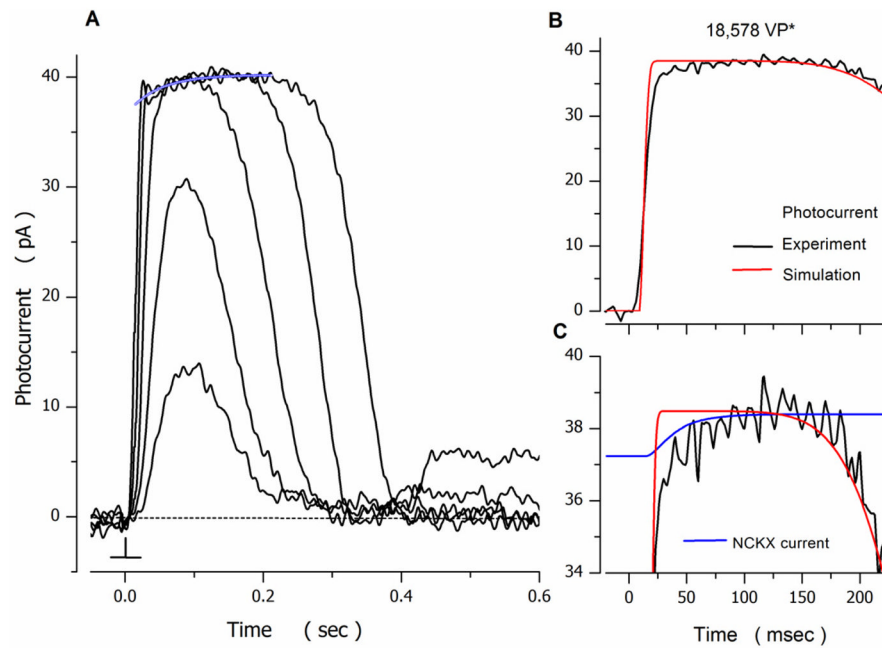 A
40
30
20
10
0
Photocurrent ( pA )
0.0
0.2
0.4
0.6
Time ( sec )
B
18,578 VP*
40
30
20
10
0
Photocurrent
Experiment
Simulation
C
40
38
36
34
NCKX current
0
50
100
150
200
Time ( msec )